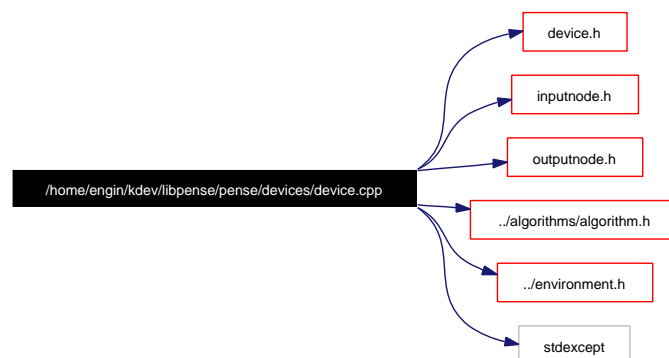 device.h
inputnode.h
outputnode.h
/home/engin/kdev/libpense/pense/devices/device.cpp
../algorithms/algorithm.h
../environment.h
stdexcept